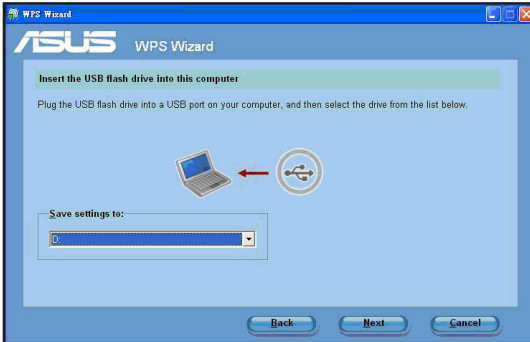 WPS Wizard
ASUS WPS Wizard
Insert the USB flash drive into this computer
Plug the USB flash drive into a USB port on your computer, and then select the drive from the list below.
Save settings to:
D:
Back Next Cancel